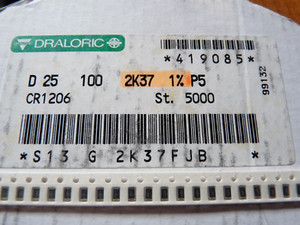 DRALORIC
*419085*
D 25 100 2K37 1% P5
CR1206 St. 5000
99132
*S13 G 2K37FJB *